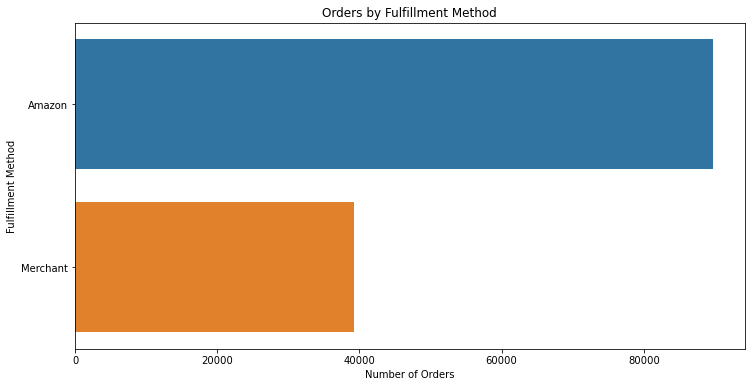 Orders by Fulfillment Method
Fulfillment Method
Amazon
Merchant
0 20000 40000 60000 80000
Number of Orders